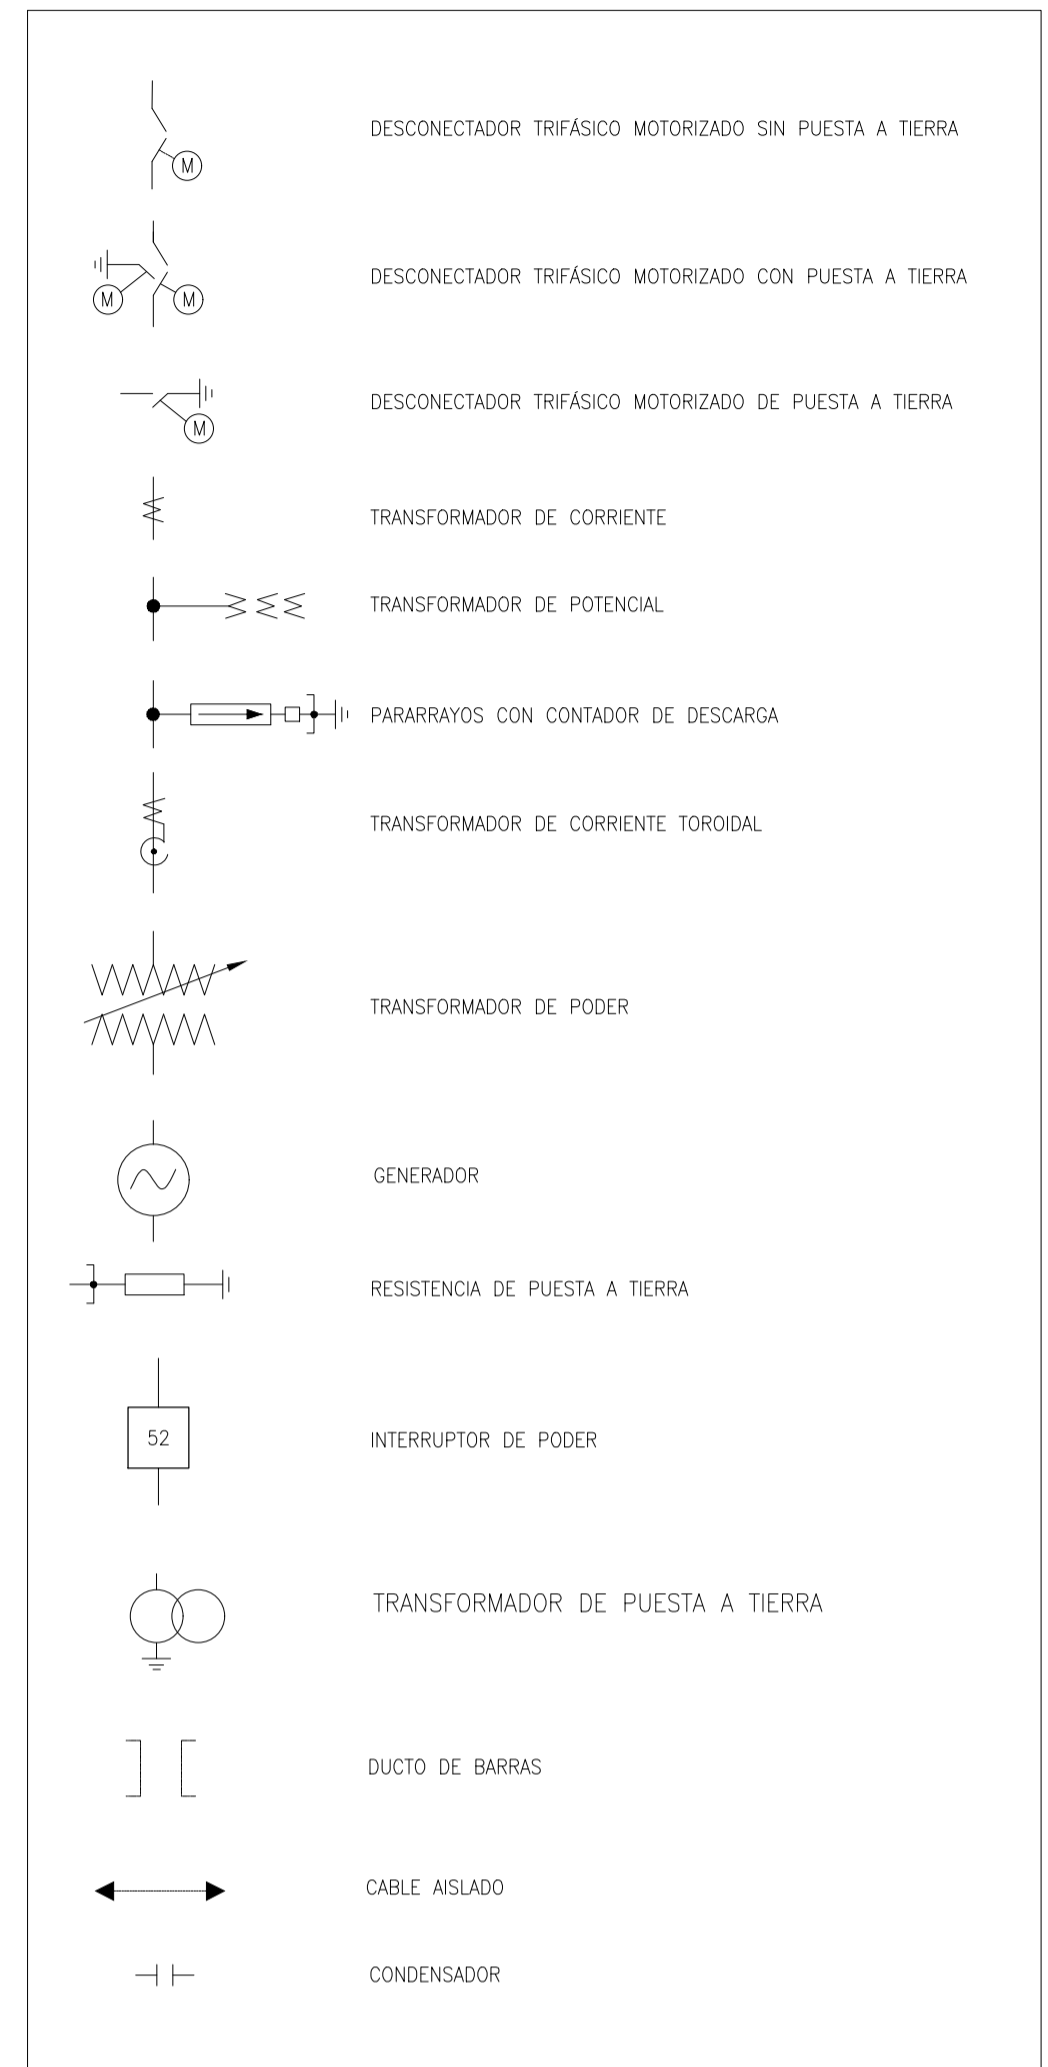 DESCONECTADOR TRIFÁSICO MOTORIZADO SIN PUESTA A TIERRA
M
DESCONECTADOR TRIFÁSICO MOTORIZADO CON PUESTA A TIERRA
M M
DESCONECTADOR TRIFÁSICO MOTORIZADO DE PUESTA A TIERRA
M
TRANSFORMADOR DE CORRIENTE
TRANSFORMADOR DE POTENCIAL
PARARRAYOS CON CONTADOR DE DESCARGA
TRANSFORMADOR DE CORRIENTE TOROIDAL
TRANSFORMADOR DE PODER
GENERADOR
RESISTENCIA DE PUESTA A TIERRA
52 INTERRUPTOR DE PODER
TRANSFORMADOR DE PUESTA A TIERRA
DUCTO DE BARRAS
CABLE AISLADO
CONDENSADOR